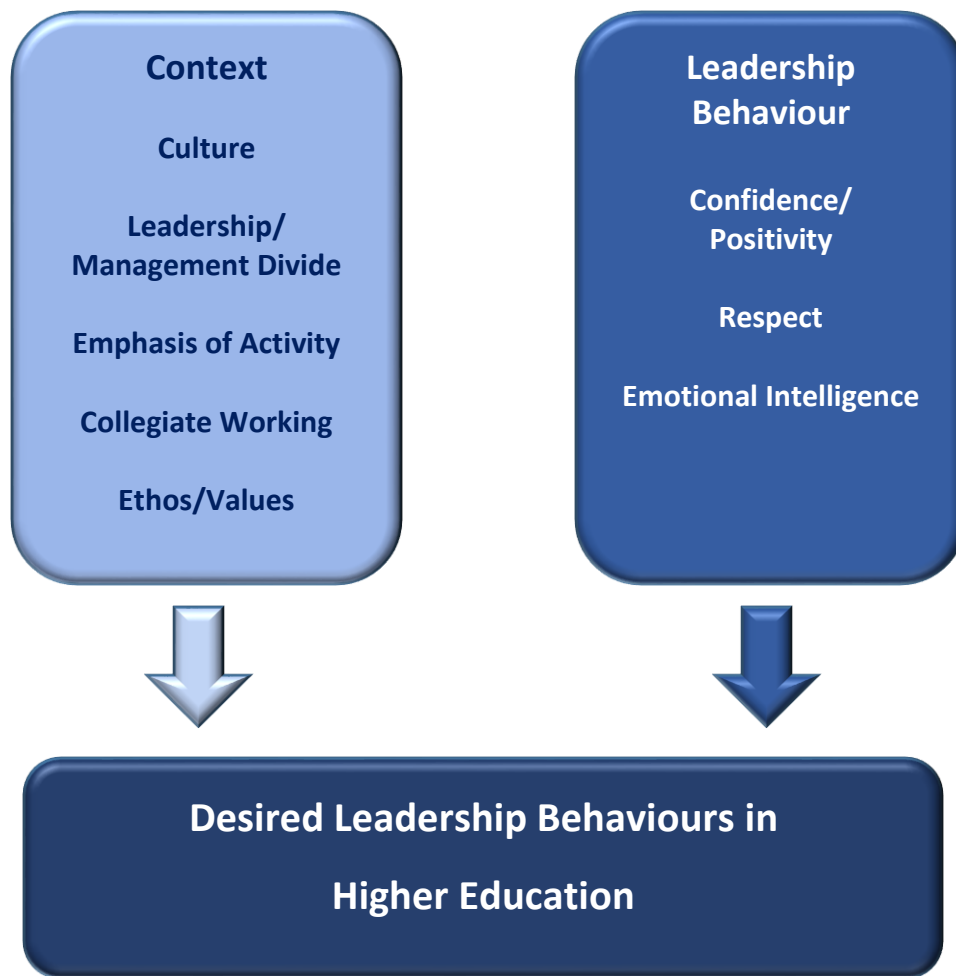 Context
Culture
Leadership/
Management Divide
Emphasis of Activity
Collegiate Working
Ethos/Values
Leadership
Behaviour
Confidence/
Positivity
Respect
Emotional Intelligence
Desired Leadership Behaviours in
Higher Education